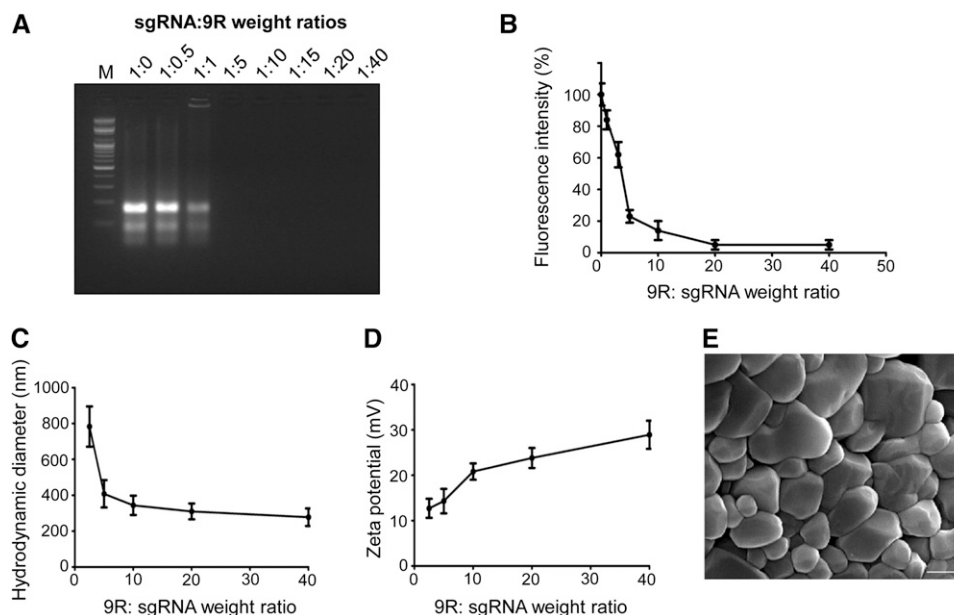 A
sgRNA:9R weight ratios
M 1:0 1:0.5 1:1 1:5 1:10 1:15 1:20 1:40
B
Fluorescence intensity (%)
100
80
60
40
20
0
0 10 20 30 40 50
9R: sgRNA weight ratio
C
Hydrodynamic diameter (nm)
1000
800
600
400
200
0
0 10 20 30 40
9R: sgRNA weight ratio
D
Zeta potential (mV)
40
30
20
10
0
0 10 20 30 40
9R: sgRNA weight ratio
E